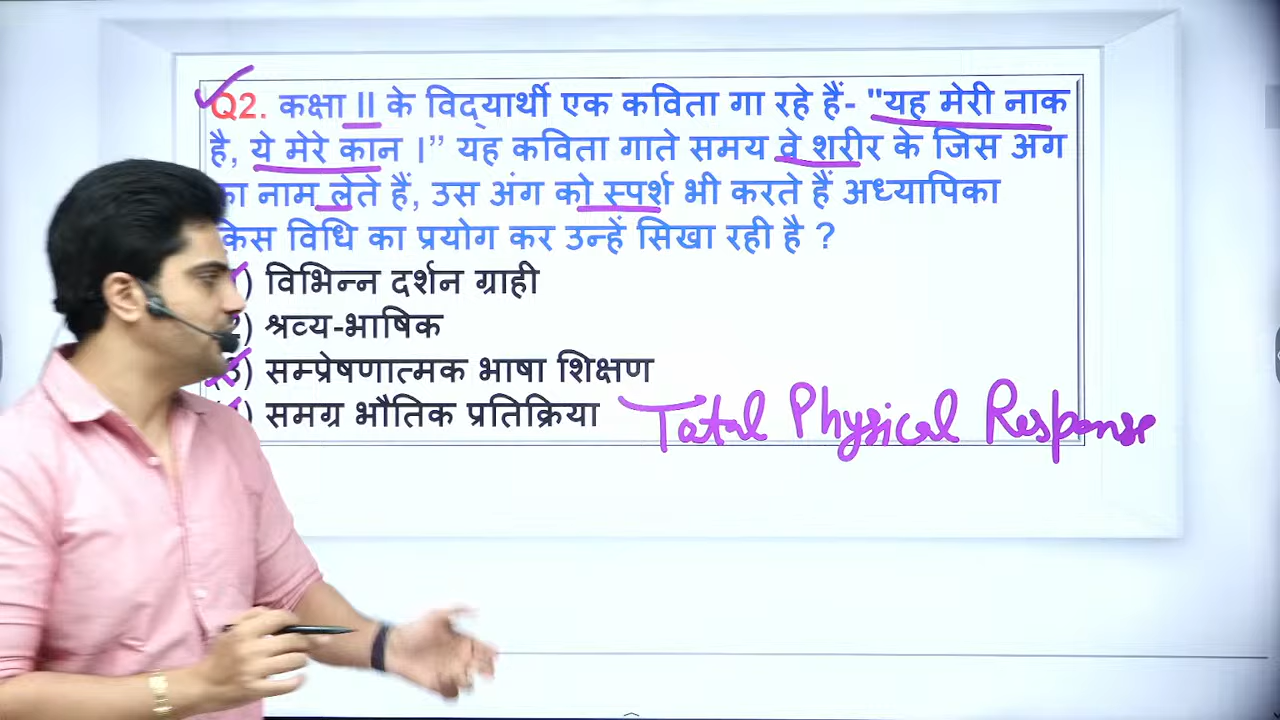 Q2. कक्षा II के विद्यार्थी एक कविता गा रहे हैं- "यह मेरी नाक
है, ये मेरे कान ।” यह कविता गाते समय वे शरीर के जिस अंग
का नाम लेते हैं, उस अंग को स्पर्श भी करते हैं अध्यापिका
किस विधि का प्रयोग कर उन्हें सिखा रही है ?
) विभिन्न दर्शन ग्राही
2) श्रव्य-भाषिक
(3) सम्प्रेषणात्मक भाषा शिक्षण
) समग्र भौतिक प्रतिक्रिया Total Physical Response